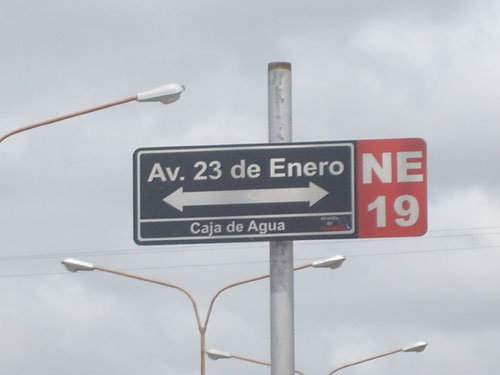 Av. 23 de Enero
Caja de Agua
NE
19